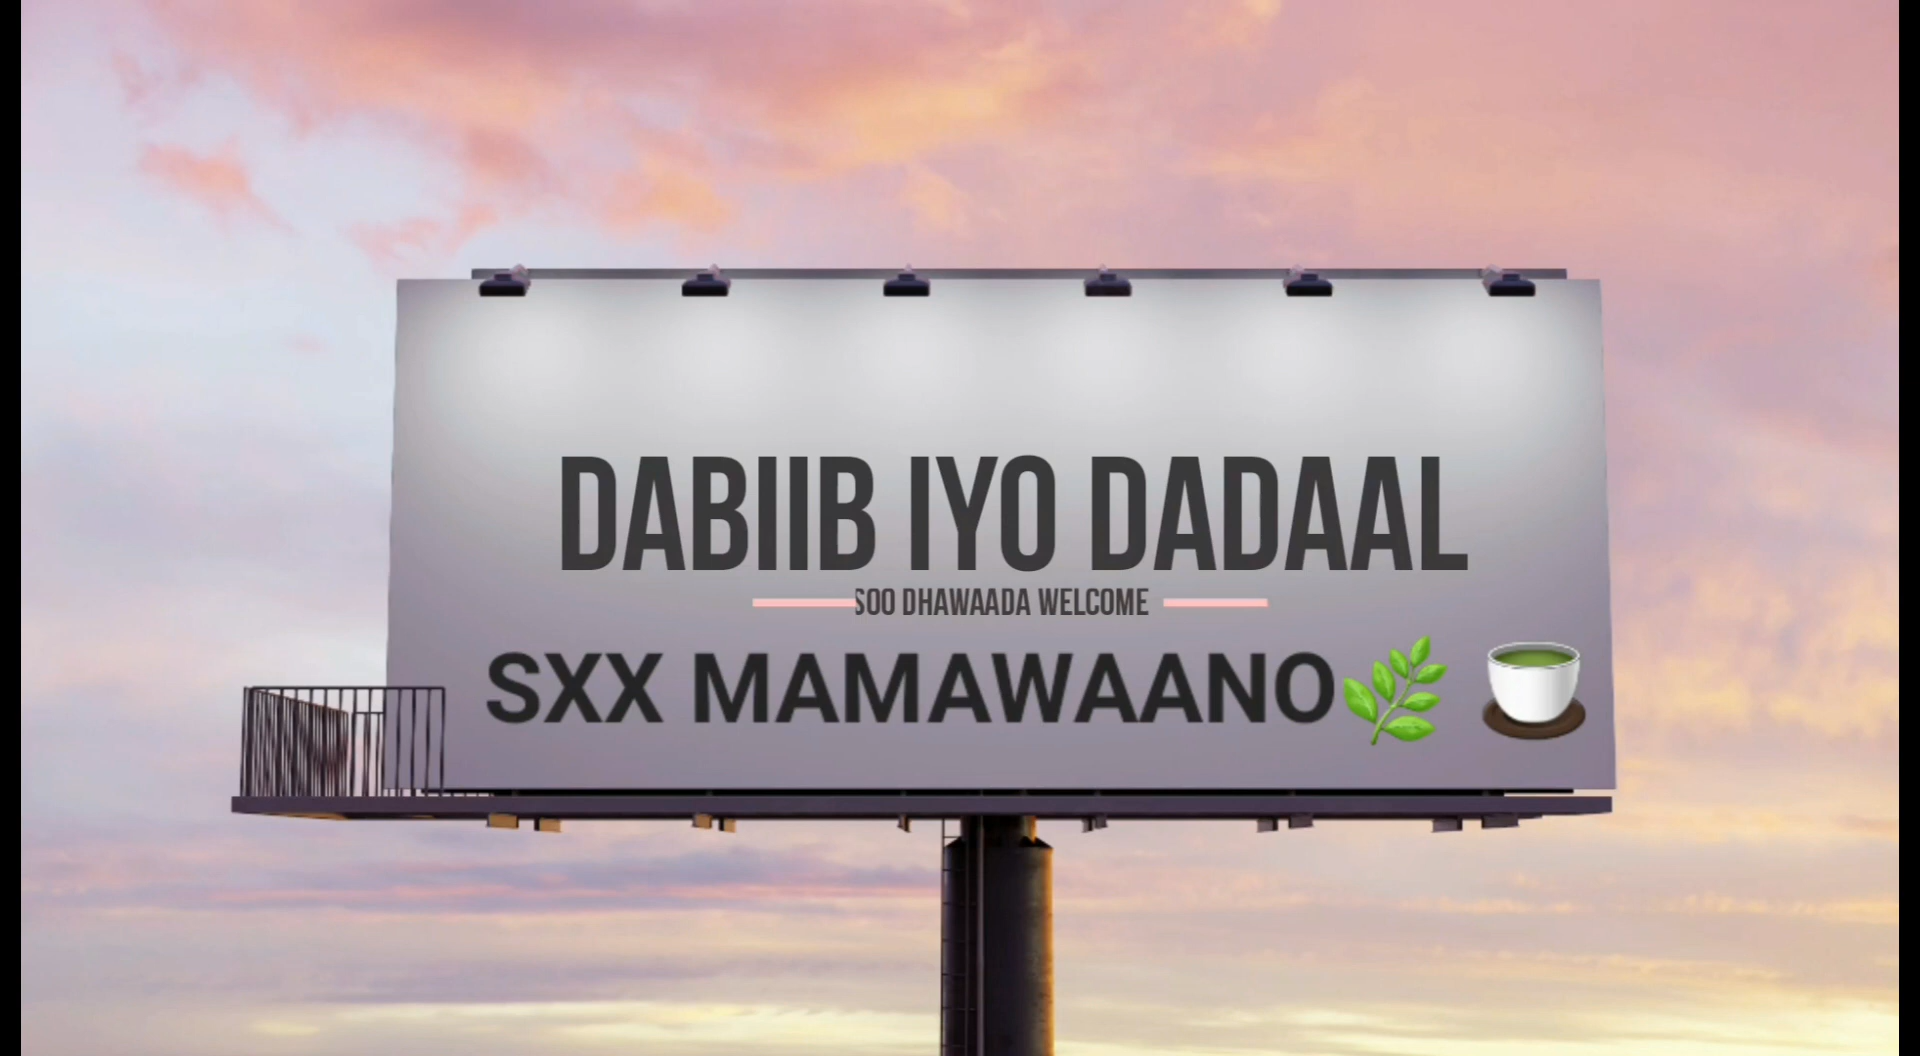 DABIIB IYO DADAAL
SOO DHAWAADA WELCOME
SXX MAMAWAANO🌿 🍵